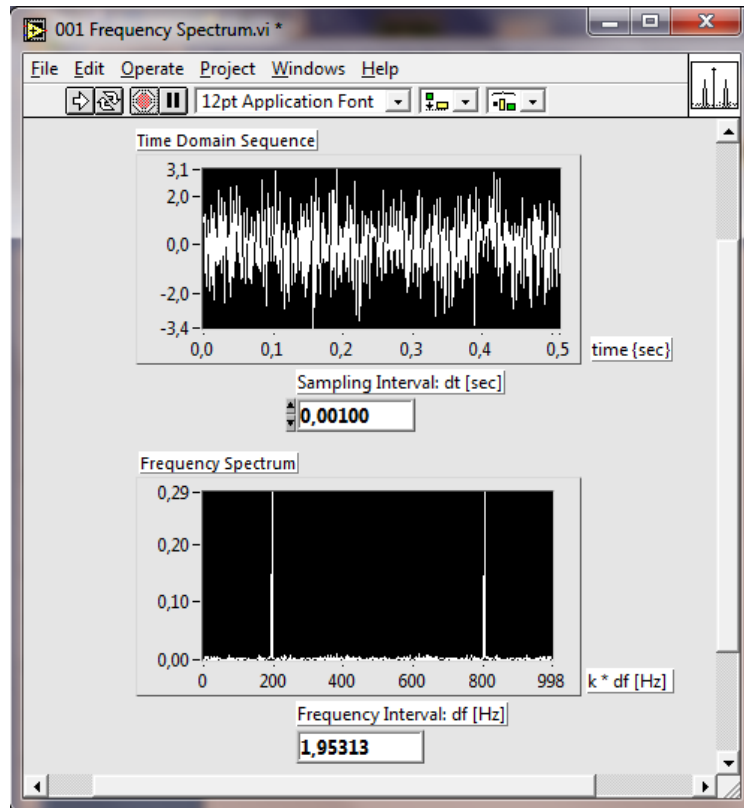 001 Frequency Spectrum.vi *
File Edit Operate Project Windows Help
12pt Application Font
Time Domain Sequence
3,1
2,0
0,0
-2,0
-3,4
0,0 0,1 0,2 0,3 0,4 0,5
time {sec}
Sampling Interval: dt [sec]
0,00100
Frequency Spectrum
0,29
0,20
0,10
0,00
0 200 400 600 800 998
k * df [Hz]
Frequency Interval: df [Hz]
1,95313